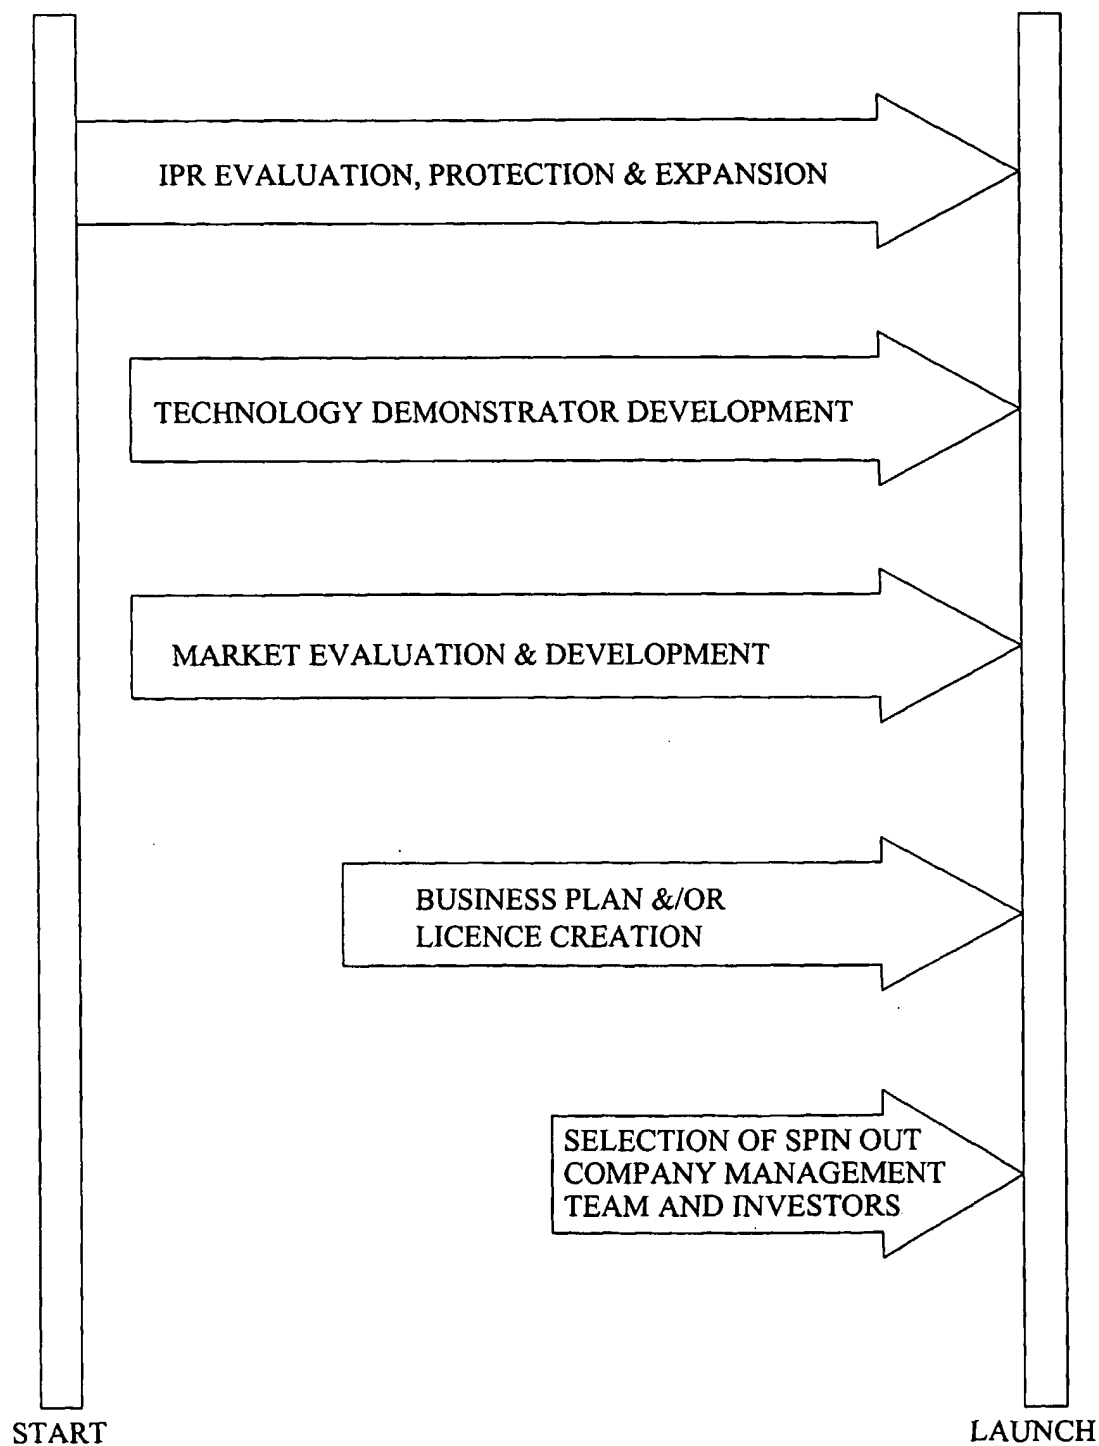 IPR EVALUATION, PROTECTION & EXPANSION
TECHNOLOGY DEMONSTRATOR DEVELOPMENT
MARKET EVALUATION & DEVELOPMENT
BUSINESS PLAN &/OR
LICENCE CREATION
SELECTION OF SPIN OUT
COMPANY MANAGEMENT
TEAM AND INVESTORS
START
LAUNCH